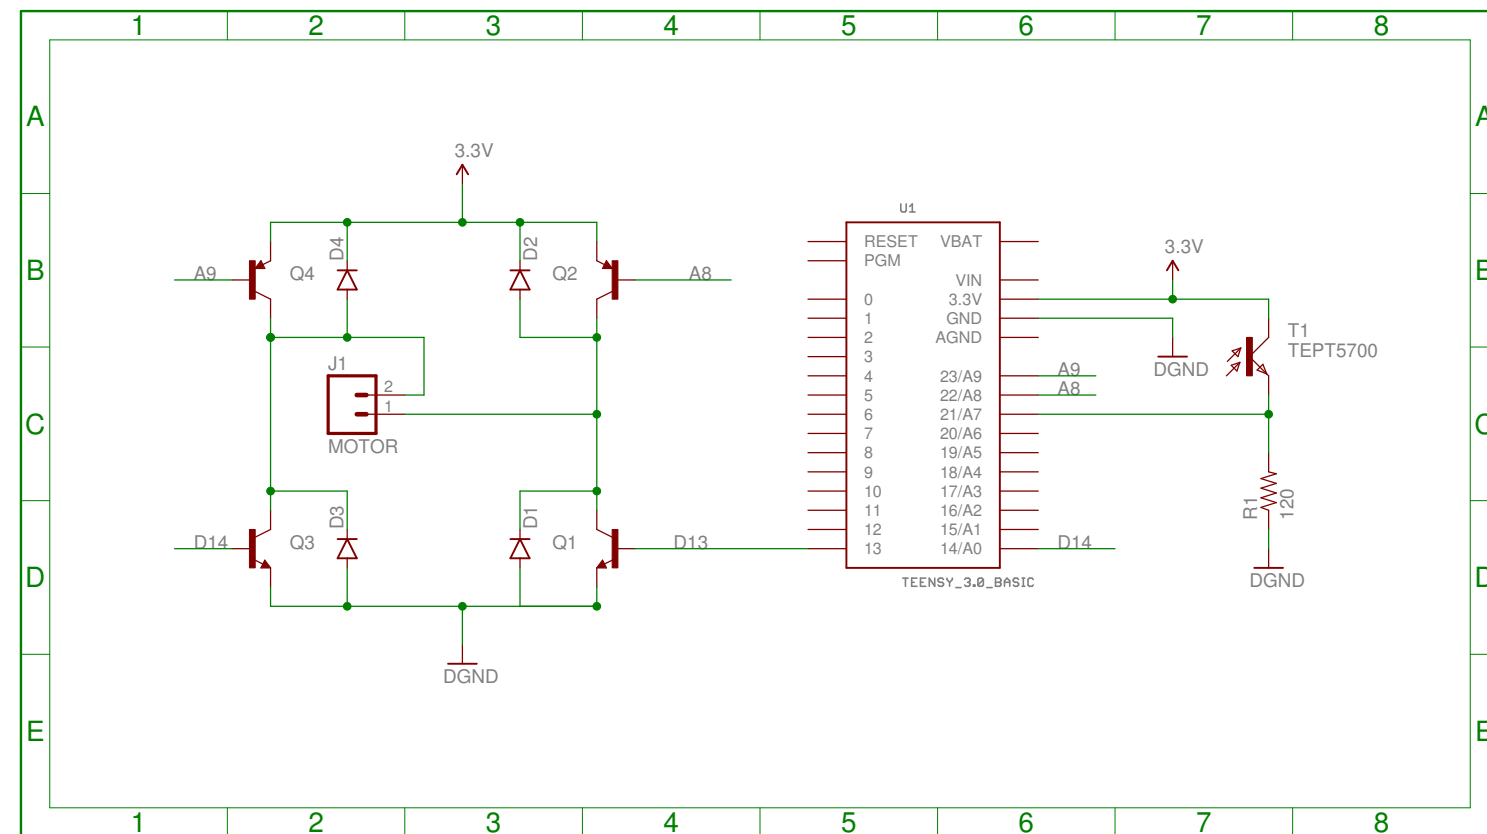 1 2 3 4 5 6 7 8
A A
3.3V
U1
RESET VBAT
PGM
3.3V
B B
A9 Q4 D4 D2 Q2 A8
VIN
0 3.3V
1 GND
2 AGND
3
T1
TEPT5700
DGND
J1
4 23/A9 A9
5 22/A8 A8
2
1
6 21/A7
C C
7 20/A6
MOTOR
8 19/A5
9 18/A4
10 17/A3
11 16/A2
R1 120
12 15/A1
D14 Q3 D3 D1 Q1 D13
13 14/A0 D14
D D
TEENSY_3.0_BASIC
DGND
DGND
E E
1 2 3 4 5 6 7 8